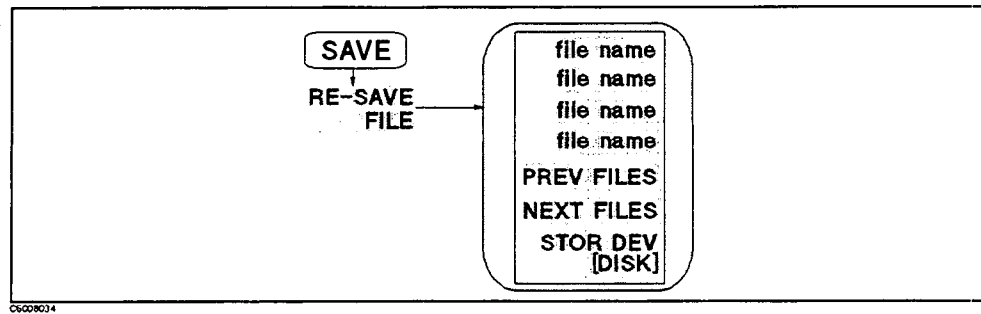 SAVE
RE-SAVE
FILE
file name
file name
file name
file name
PREV FILES
NEXT FILES
STOR DEV
[DISK]
C6008034